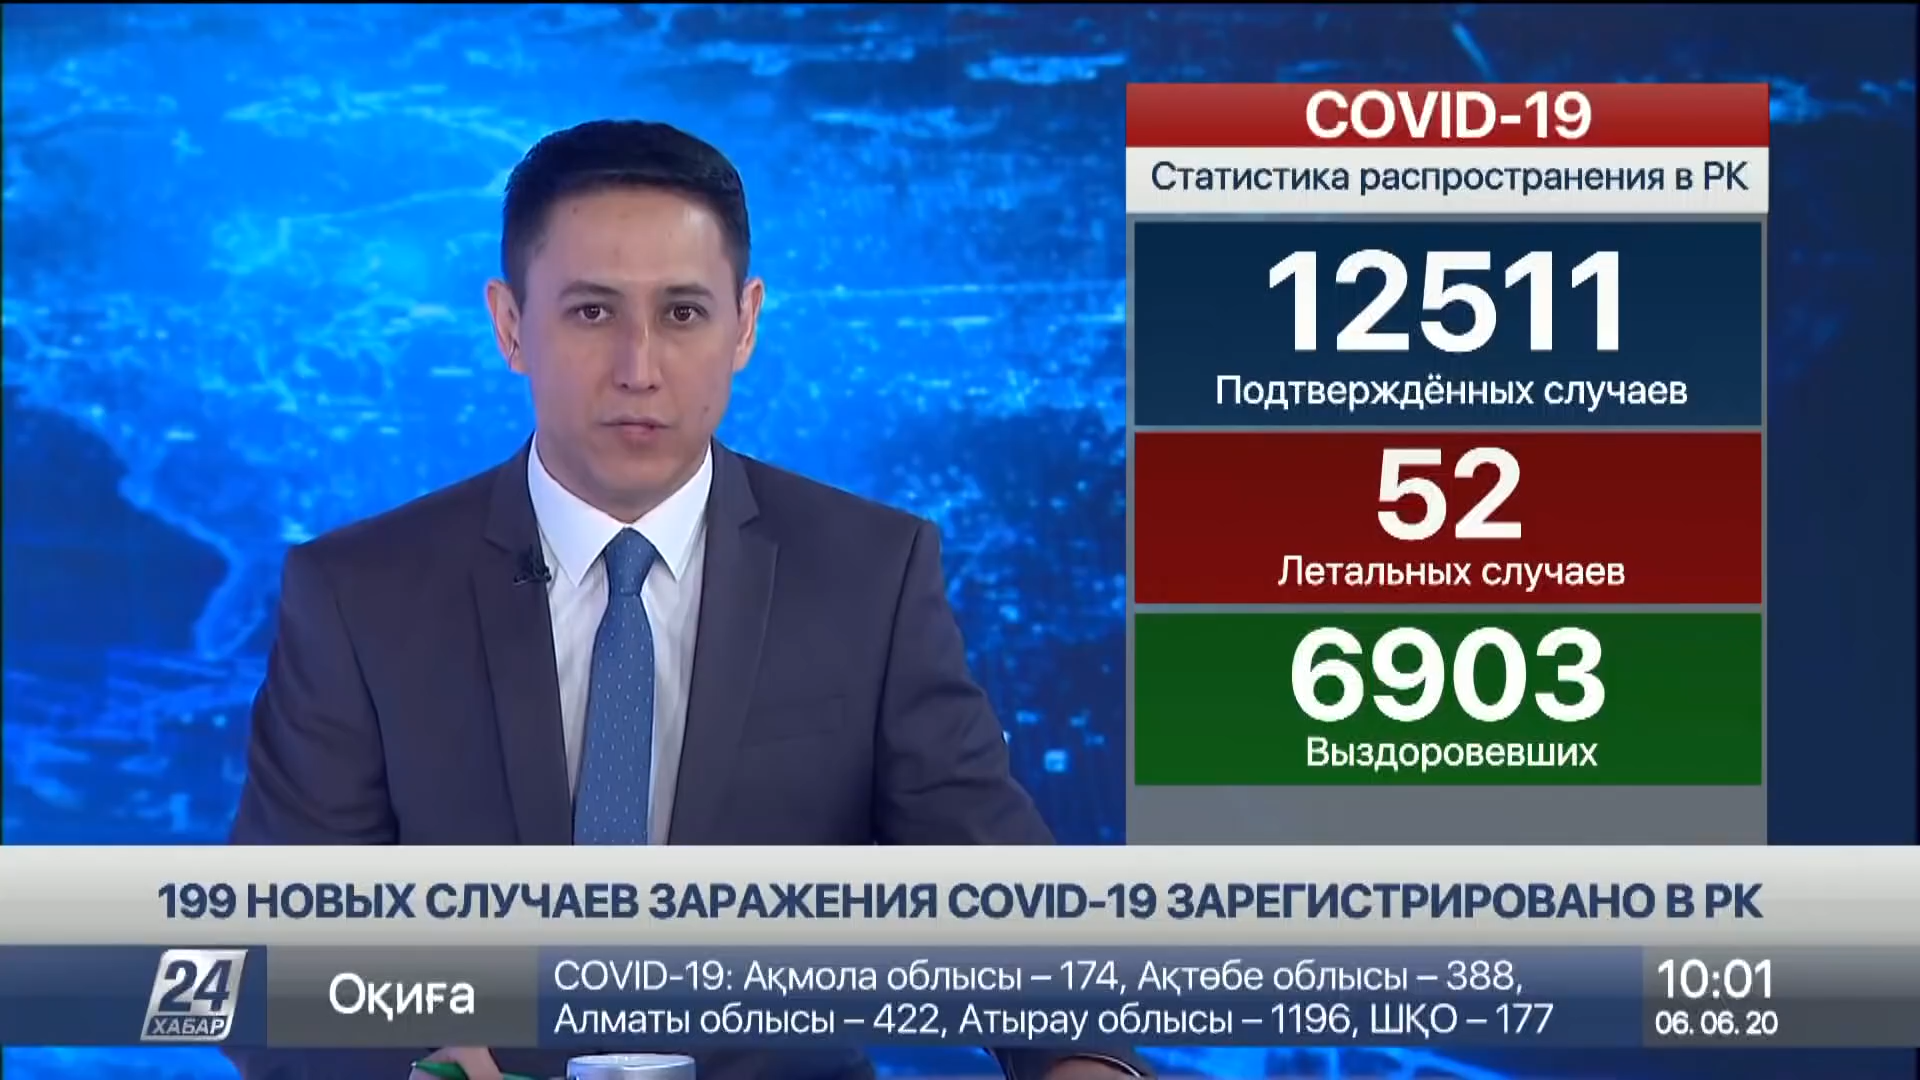 COVID-19
Статистика распространения в РК
12511
Подтверждённых случаев
52
Летальных случаев
6903
Выздоровевших
199 НОВЫХ СЛУЧАЕВ ЗАРАЖЕНИЯ COVID-19 ЗАРЕГИСТРИРОВАНО В РК
24
ХАБАР
Оқиға
COVID-19: Ақмола облысы – 174, Ақтөбе облысы – 388,
Алматы облысы – 422, Атырау облысы – 1196, ШҚО – 177
10:01
06. 06. 20